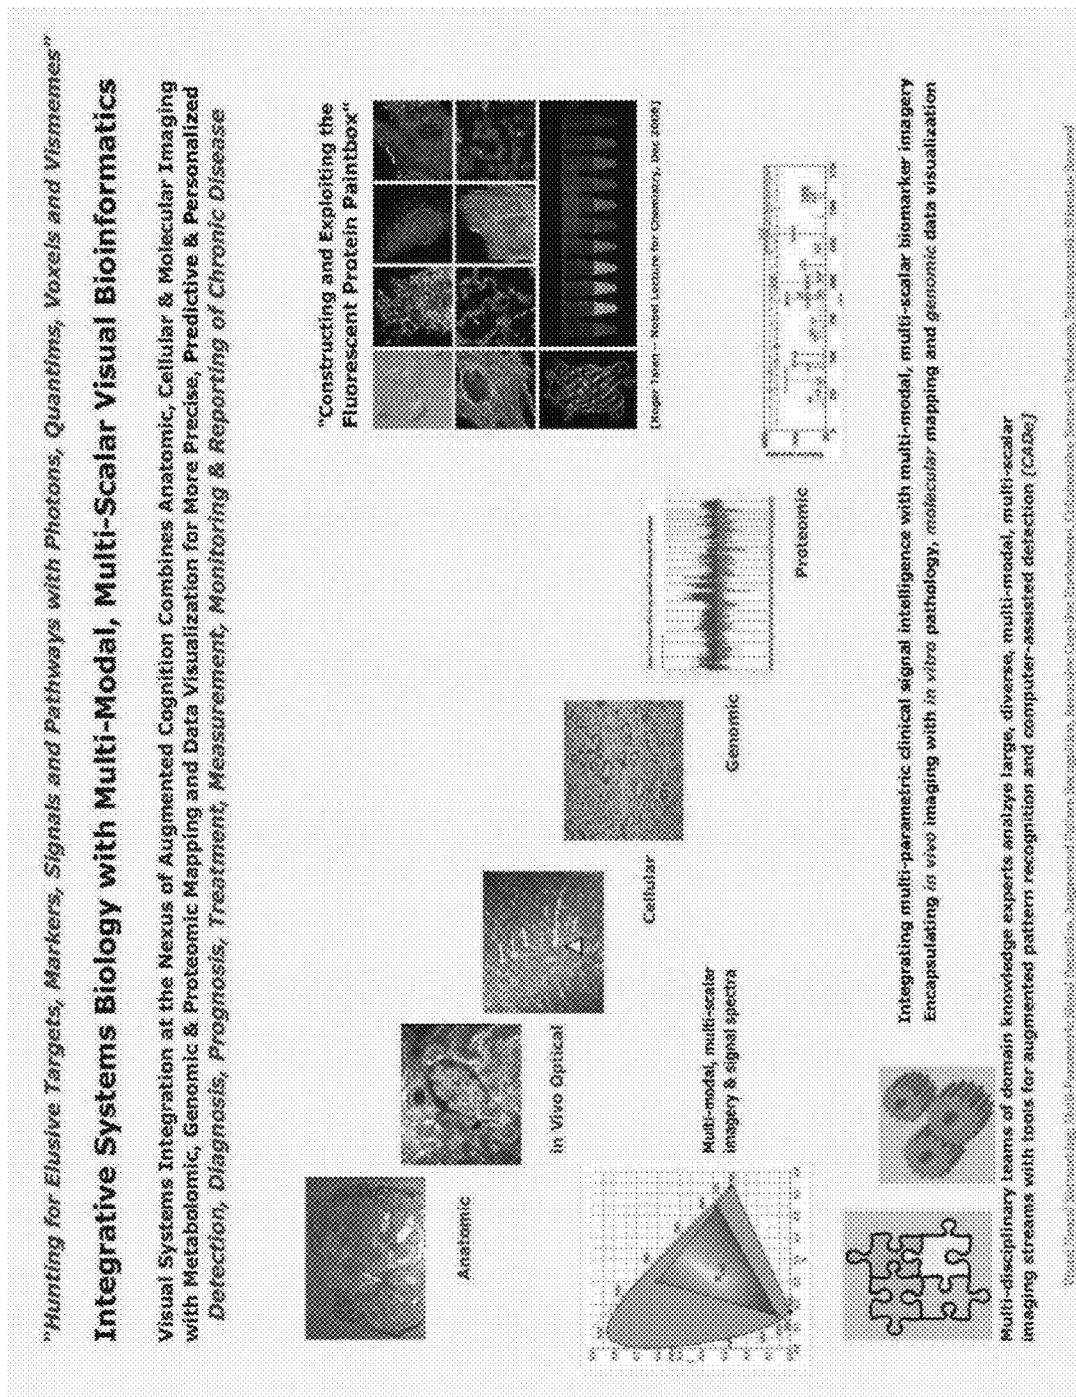 "Hunting for Elusive Targets, Markers, Signals and Pathways with Photons, Quantims, Voxels and Vismemes"
Integrative Systems Biology with Multi-Modal, Multi-Scalar Visual Bioinformatics
Visual Systems Integration at the Nexus of Augmented Cognition Combines Anatomic, Cellular & Molecular Imaging
with Metabolomic, Genomic & Proteomic Mapping and Data Visualization for More Precise, Predictive & Personalized
Detection, Diagnosis, Prognosis, Treatment, Measurement, Monitoring & Reporting of Chronic Disease
"Constructing and Exploiting the
Fluorescent Protein Paintbox"
[Roger Tsien – Nobel Lecture for Chemistry, Dec 2008]
Anatomic
in Vivo Optical
Cellular
Genomic
Proteomic
Multi-modal, multi-scalar
imagery & signal spectra
Integrating multi-parametric clinical signal intelligence with multi-modal, multi-scalar biomarker imagery
Encapsulating in vivo imaging with in vitro pathology, molecular mapping and genomic data visualization
Multi-disciplinary teams of domain knowledge experts analzye large, diverse, multi-modal, multi-scalar
imaging streams with tools for augmented pattern recognition and computer-assisted detection [CADe]